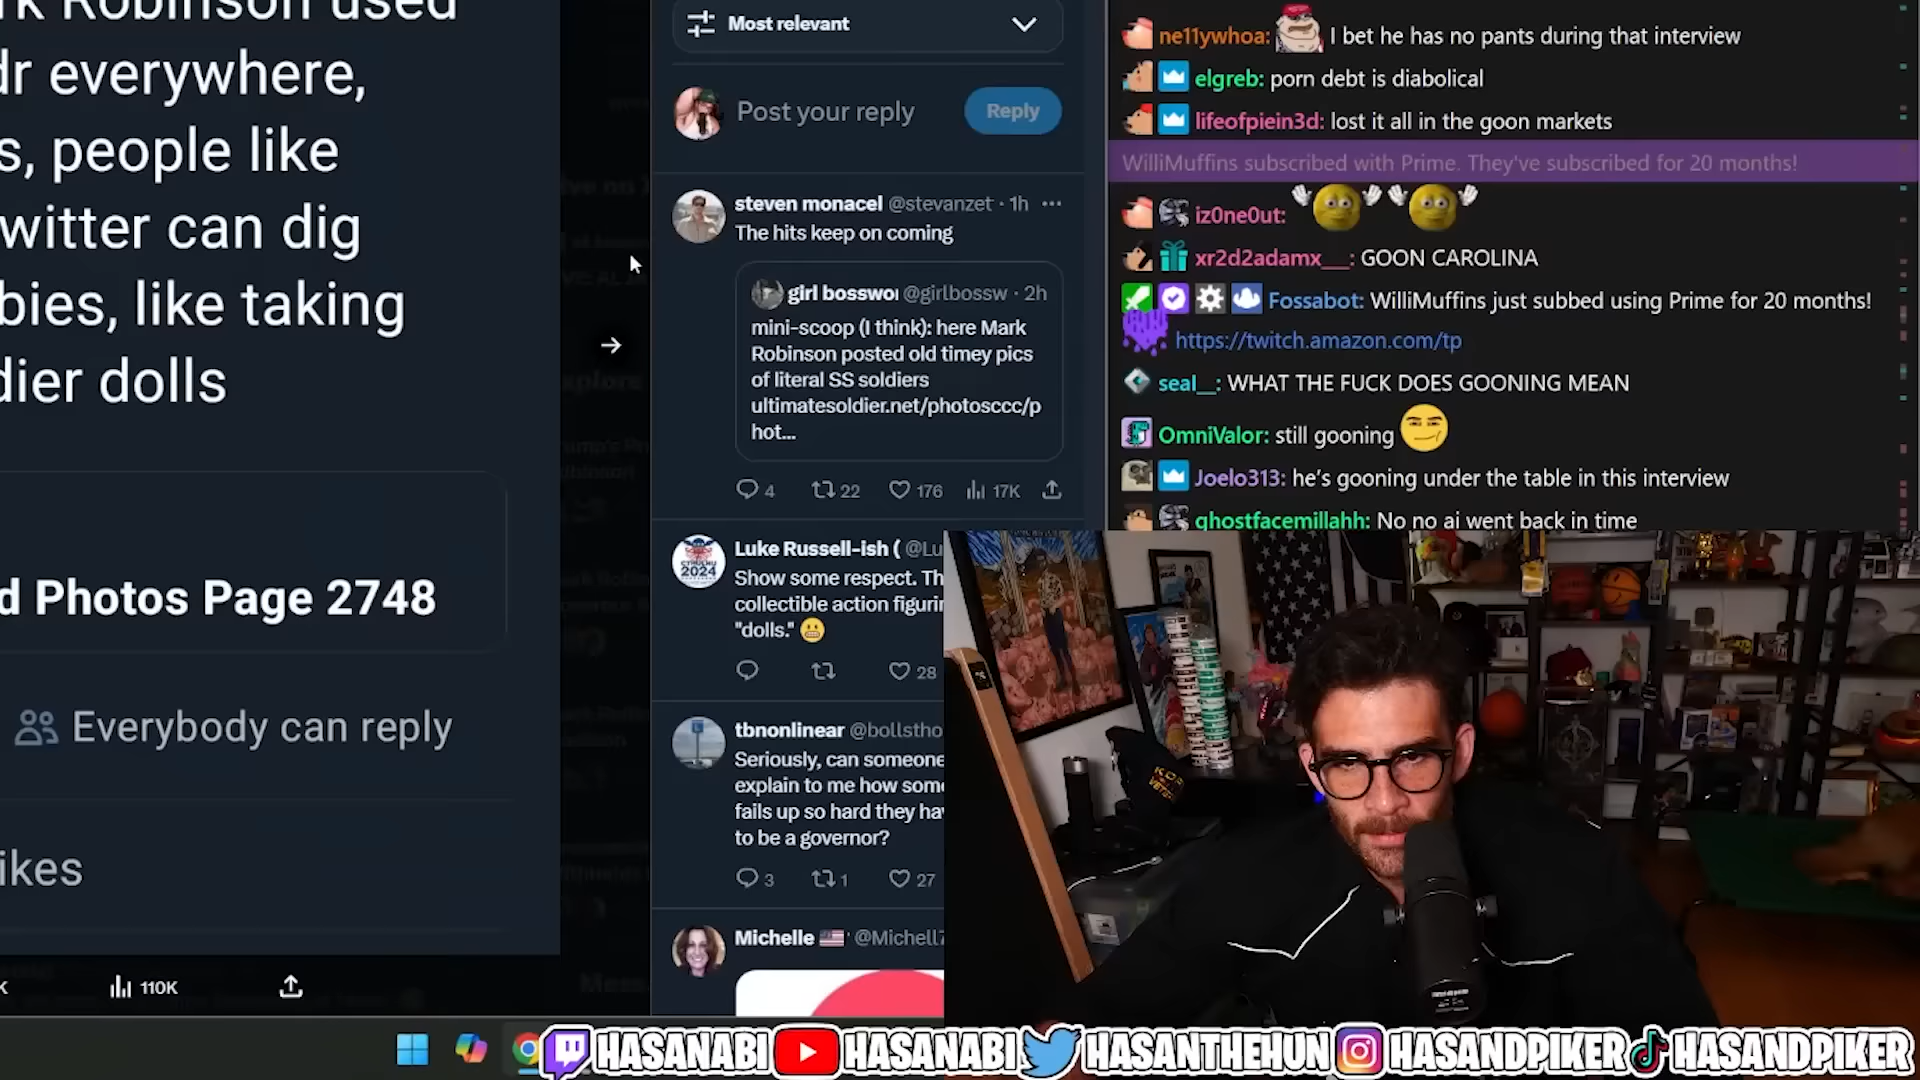 rk Robinson used
dr everywhere,
s, people like
witter can dig
bies, like taking
dier dolls
d Photos Page 2748
Everybody can reply
ikes
K
110K
Most relevant
Post your reply
Reply
steven monacel @stevanzet · 1h
The hits keep on coming
girl bosswo @girlbossw · 2h
mini-scoop (I think): here Mark
Robinson posted old timey pics
of literal SS soldiers
ultimatesoldier.net/photosccc/p
hot...
4 22 176 17K
Luke Russell-ish ( @Lu
Show some respect. Th
collectible action figuri
"dolls." 😬
28
tbnonlinear @bollstho
Seriously, can someone
explain to me how som
fails up so hard they ha
to be a governor?
3 1 27
Michelle 🇺🇸 @Michell7
ne11ywhoa: I bet he has no pants during that interview
elgreb: porn debt is diabolical
lifeofpiein3d: lost it all in the goon markets
WilliMuffins subscribed with Prime. They've subscribed for 20 months!
iz0ne0ut:
xr2d2adamx___: GOON CAROLINA
Fossabot: WilliMuffins just subbed using Prime for 20 months!
https://twitch.amazon.com/tp
seal__: WHAT THE FUCK DOES GOONING MEAN
OmniValor: still gooning
Joelo313: he's gooning under the table in this interview
ghostfacemillahh: No no ai went back in time
HASANABI HASANABI HASANTHEHUN HASANDPIKER HASANDPIKER